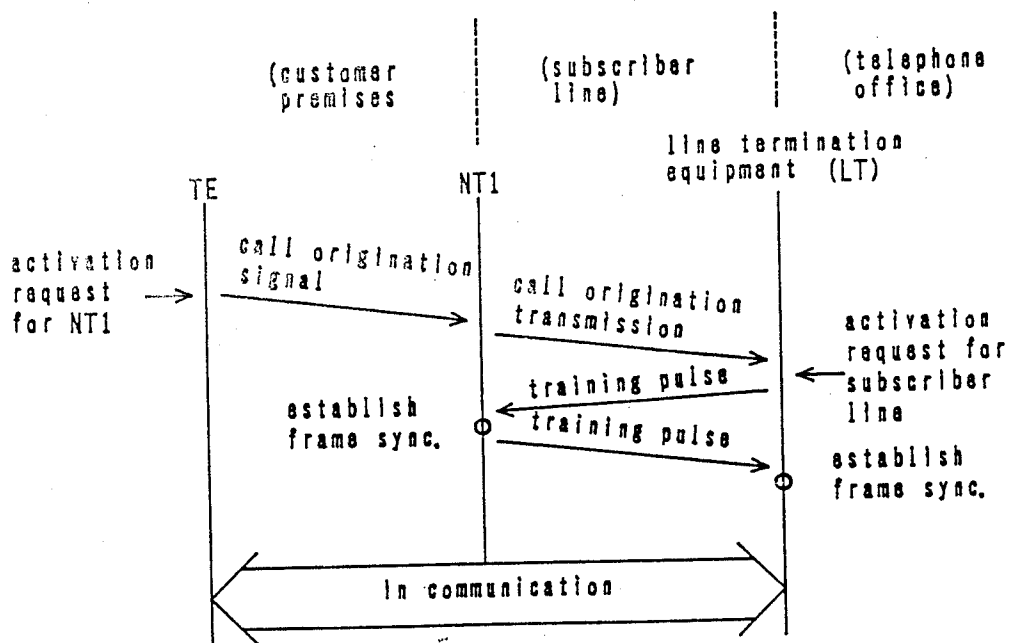 (customer
premises
(subscriber
line)
(telephone
office)
line termination
equipment (LT)
TE
NT1
activation
request
for NT1
call origination
signal
call origination
transmission
activation
request for
subscriber
line
training pulse
establish
frame sync.
training pulse
establish
frame sync.
in communication